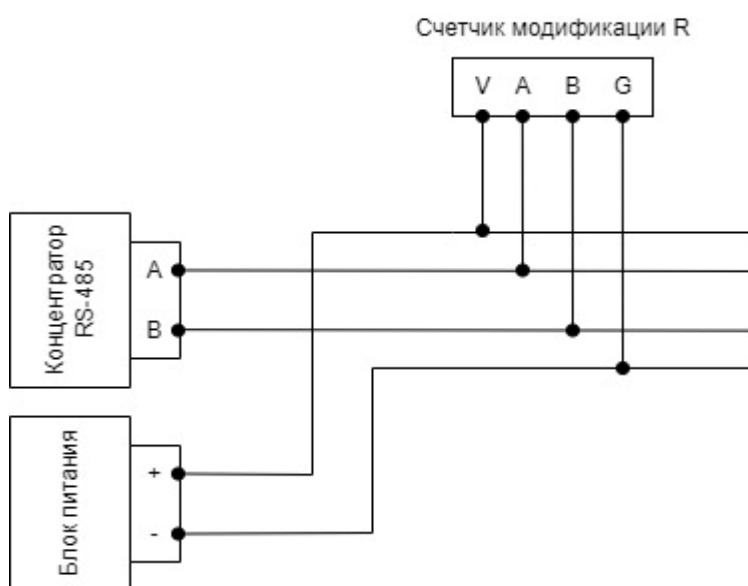 Счетчик модификации R
V A B G
Концентратор
RS-485
A
B
Блок питания
+
-